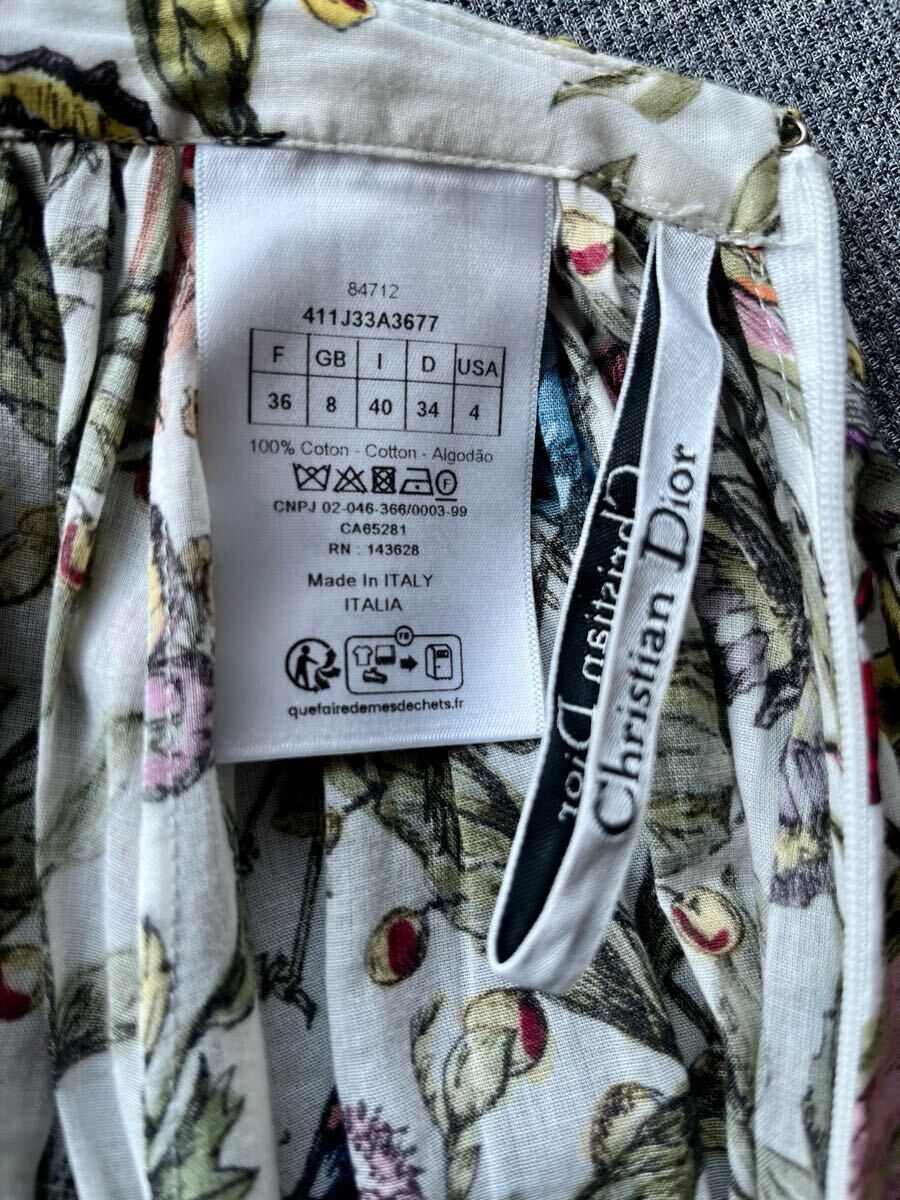 84712
411J33A3677
F GB I D USA
36 8 40 34 4
100% Coton - Cotton - Algodão
F
CNPJ 02-046-366/0003-99
CA65281
RN : 143628
Made In ITALY
ITALIA
FR
quefairedemesdechets.fr
Christian Dior
Christian Dior